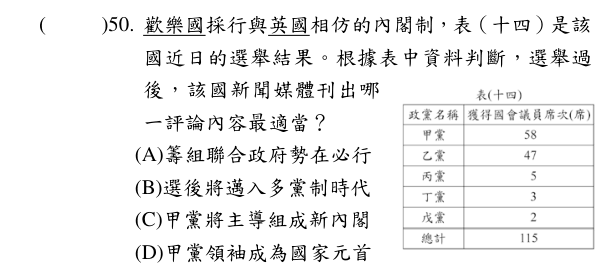 (　　)50. 歡樂國採行與英國相仿的內閣制，表（十四）是該
國近日的選舉結果。根據表中資料判斷，選舉過
後，該國新聞媒體刊出哪
一評論內容最適當？
(A)籌組聯合政府勢在必行
(B)選後將邁入多黨制時代
(C)甲黨將主導組成新內閣
(D)甲黨領袖成為國家元首
表(十四)
政黨名稱 獲得國會議員席次(席)
甲黨 58
乙黨 47
丙黨 5
丁黨 3
戊黨 2
總計 115